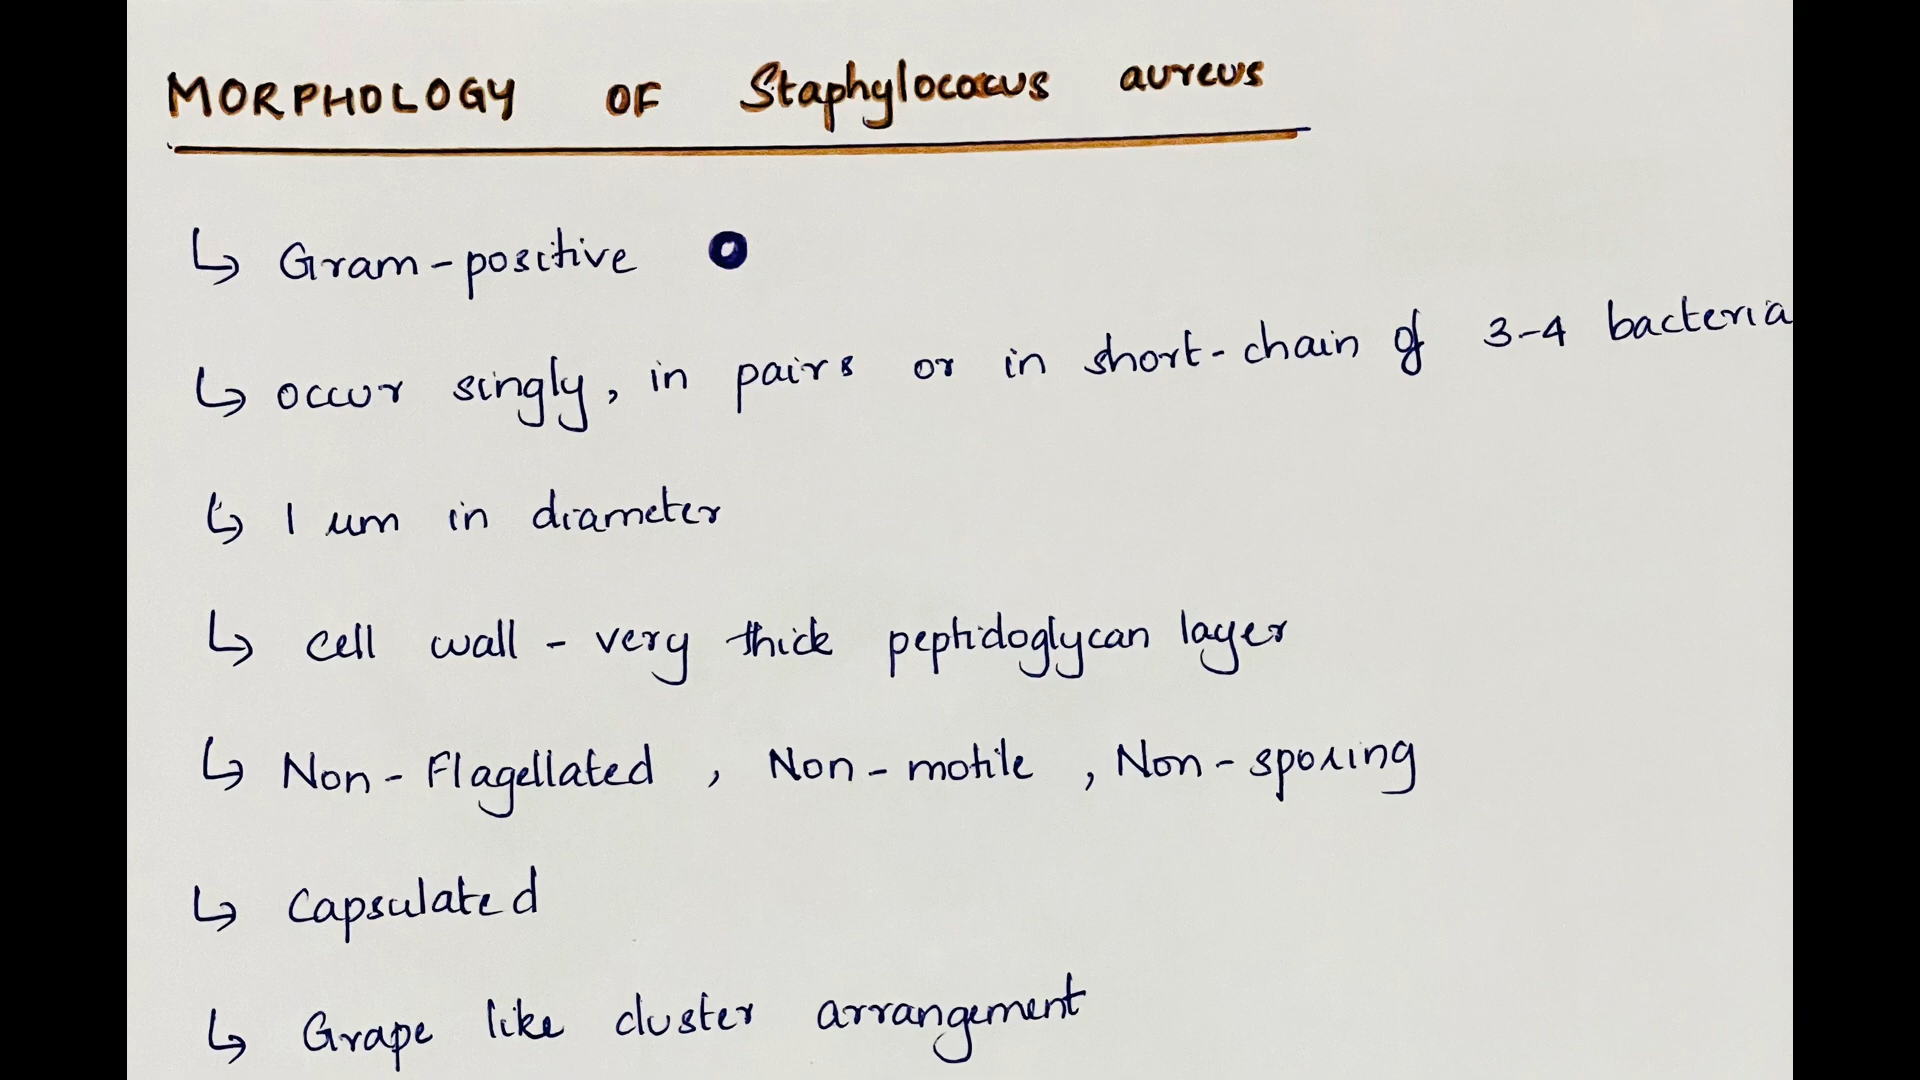 MORPHOLOGY OF Staphylococus aureus
↳ Gram-positive
↳ occur singly, in pairs or in short-chain of 3-4 bacteria
↳ 1 um in diameter
↳ cell wall - very thick peptidoglycan layer
↳ Non-Flagellated, Non-motile, Non-sporing
↳ Capsulated
↳ Grape like cluster arrangement